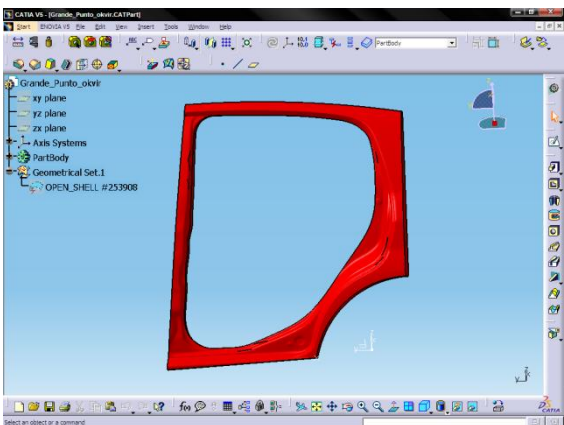 CATIA V5 - [Grande_Punto_okvir.CATPart]
Start ENOVIA V5 File Edit View Insert Tools Window Help
PartBody
Grande_Punto_okvir
xy plane
yz plane
zx plane
Axis Systems
PartBody
Geometrical Set.1
OPEN_SHELL #253908
f(x)
CATIA
Select an object or a command